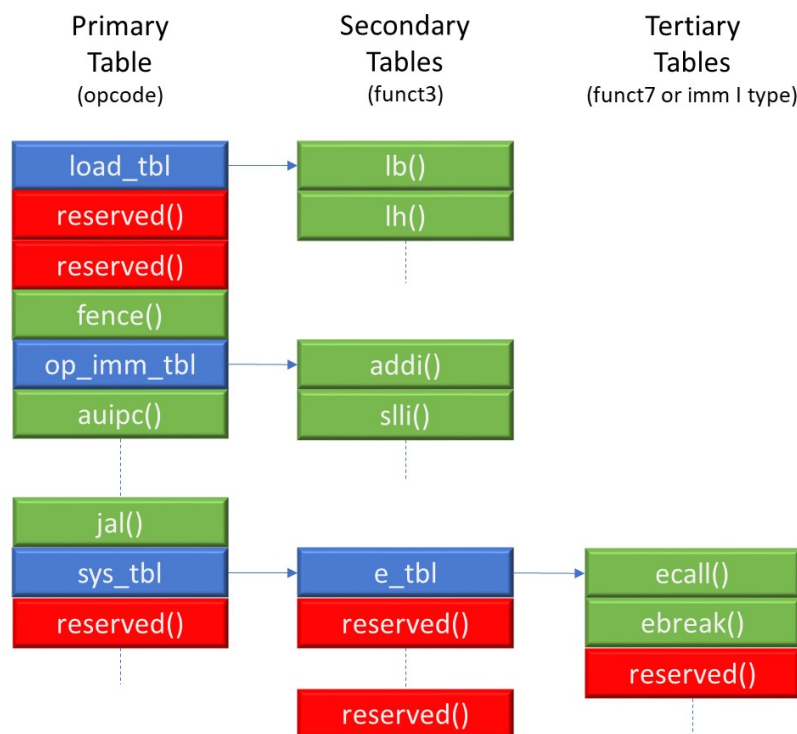 Primary
Table
(opcode)
Secondary
Tables
(funct3)
Tertiary
Tables
(funct7 or imm I type)
load_tbl
lb()
reserved()
lh()
reserved()
fence()
op_imm_tbl
addi()
auipc()
slli()
jal()
sys_tbl
e_tbl
ecall()
reserved()
reserved()
ebreak()
reserved()
reserved()